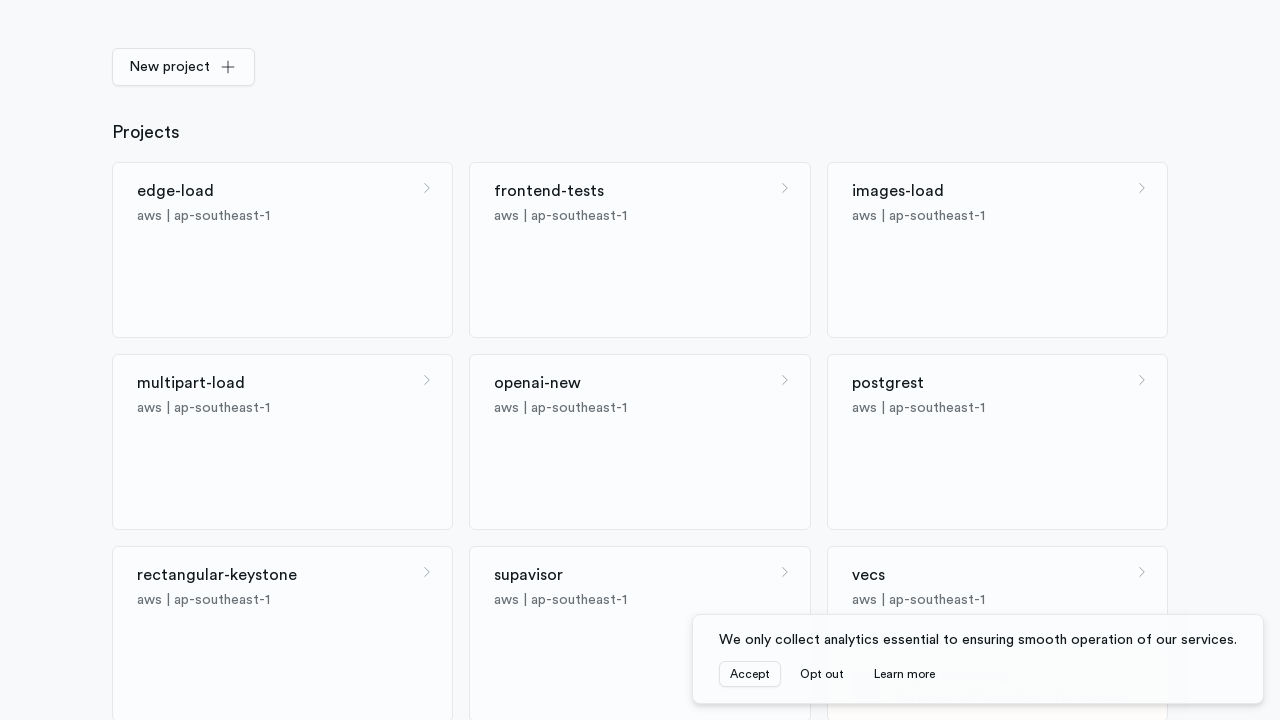 New project
Projects
edge-load
aws | ap-southeast-1
frontend-tests
aws | ap-southeast-1
images-load
aws | ap-southeast-1
multipart-load
aws | ap-southeast-1
openai-new
aws | ap-southeast-1
postgrest
aws | ap-southeast-1
rectangular-keystone
aws | ap-southeast-1
supavisor
aws | ap-southeast-1
vecs
aws | ap-southeast-1
We only collect analytics essential to ensuring smooth operation of our services.
Accept Opt out Learn more